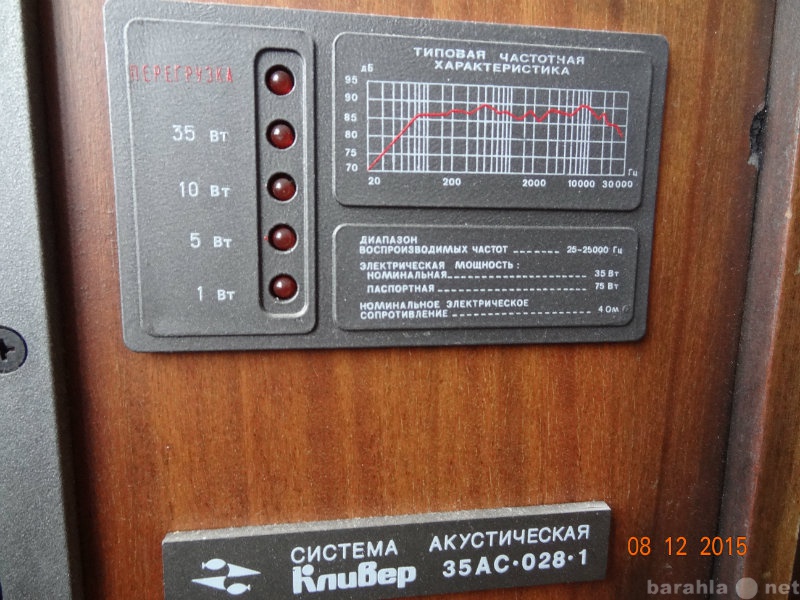 ПЕРЕГРУЗКА
35 Вт
10 Вт
5 Вт
1 Вт
ТИПОВАЯ ЧАСТОТНАЯ
ХАРАКТЕРИСТИКА
дБ
95
90
85
80
70
Гц
20 200 2000 10000 30000
ДИАПАЗОН
ВОСПРОИЗВОДИМЫХ ЧАСТОТ 25-25000 Гц
ЭЛЕКТРИЧЕСКАЯ МОЩНОСТЬ:
НОМИНАЛЬНАЯ 35 Вт
ПАСПОРТНАЯ 75 Вт
НОМИНАЛЬНОЕ ЭЛЕКТРИЧЕСКОЕ
СОПРОТИВЛЕНИЕ 4 Ом
СИСТЕМА АКУСТИЧЕСКАЯ
Кливер 35АС·028·1
08 12 2015
barahla net